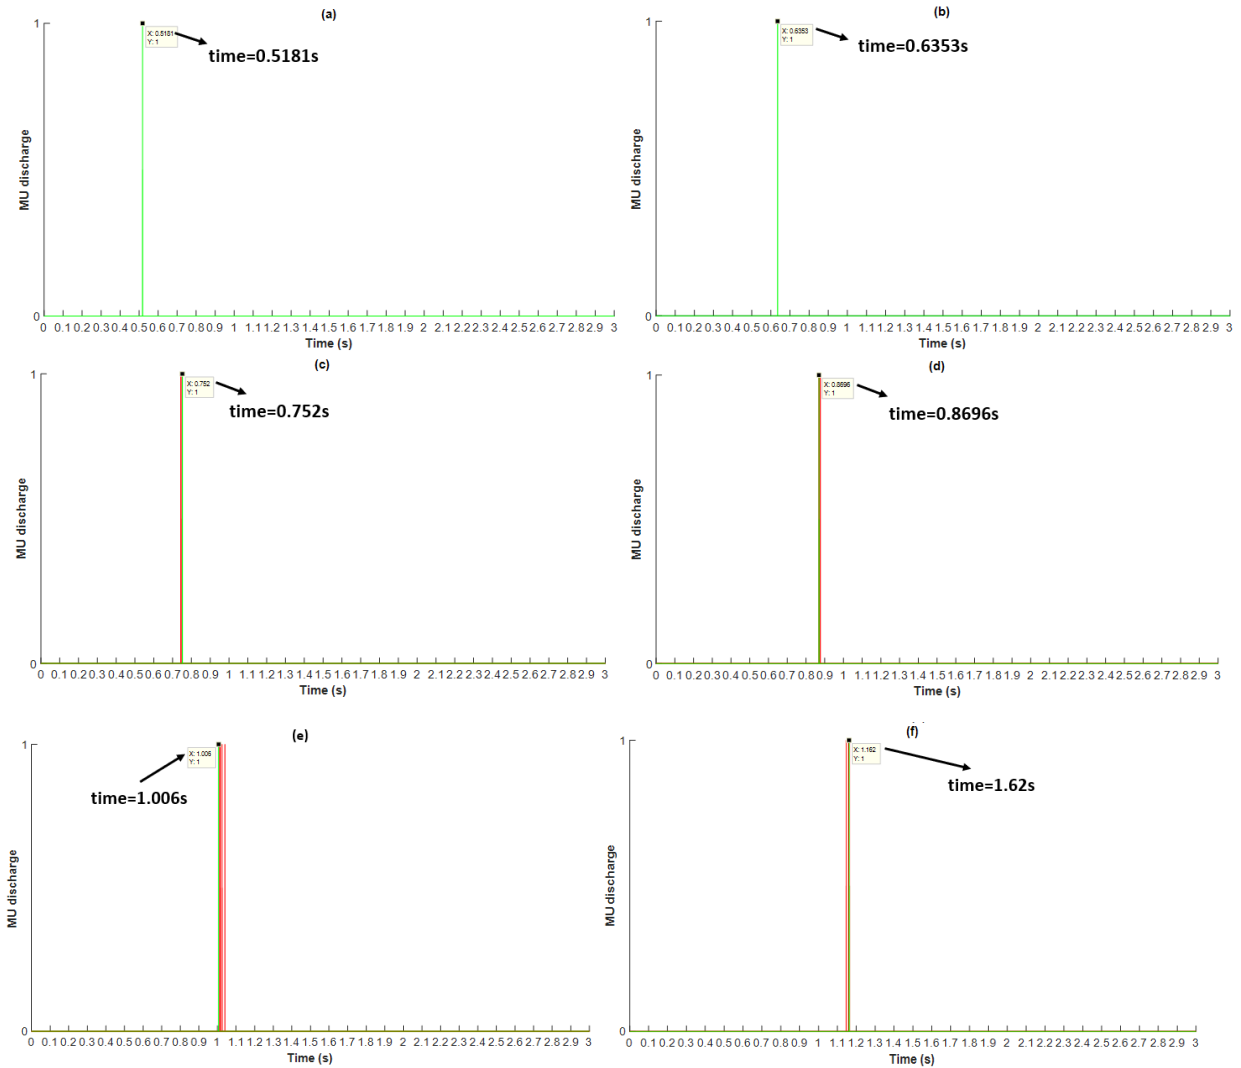 (a)
1
X: 0.5181
Y: 1
time=0.5181s
MU discharge
0
0 0.1 0.2 0.3 0.4 0.5 0.6 0.7 0.8 0.9 1 1.1 1.2 1.3 1.4 1.5 1.6 1.7 1.8 1.9 2 2.1 2.2 2.3 2.4 2.5 2.6 2.7 2.8 2.9 3
Time (s)
(b)
1
X: 0.6353
Y: 1
time=0.6353s
MU discharge
0
0 0.1 0.2 0.3 0.4 0.5 0.6 0.7 0.8 0.9 1 1.1 1.2 1.3 1.4 1.5 1.6 1.7 1.8 1.9 2 2.1 2.2 2.3 2.4 2.5 2.6 2.7 2.8 2.9 3
Time (s)
(c)
1
X: 0.752
Y: 1
time=0.752s
MU discharge
0
0 0.1 0.2 0.3 0.4 0.5 0.6 0.7 0.8 0.9 1 1.1 1.2 1.3 1.4 1.5 1.6 1.7 1.8 1.9 2 2.1 2.2 2.3 2.4 2.5 2.6 2.7 2.8 2.9 3
Time (s)
(d)
1
X: 0.8696
Y: 1
time=0.8696s
MU discharge
0
0 0.1 0.2 0.3 0.4 0.5 0.6 0.7 0.8 0.9 1 1.1 1.2 1.3 1.4 1.5 1.6 1.7 1.8 1.9 2 2.1 2.2 2.3 2.4 2.5 2.6 2.7 2.8 2.9 3
Time (s)
(e)
1
X: 1.006
Y: 1
time=1.006s
MU discharge
0
0 0.1 0.2 0.3 0.4 0.5 0.6 0.7 0.8 0.9 1 1.1 1.2 1.3 1.4 1.5 1.6 1.7 1.8 1.9 2 2.1 2.2 2.3 2.4 2.5 2.6 2.7 2.8 2.9 3
Time (s)
(f)
1
X: 1.162
Y: 1
time=1.62s
MU discharge
0
0 0.1 0.2 0.3 0.4 0.5 0.6 0.7 0.8 0.9 1 1.1 1.2 1.3 1.4 1.5 1.6 1.7 1.8 1.9 2 2.1 2.2 2.3 2.4 2.5 2.6 2.7 2.8 2.9 3
Time (s)